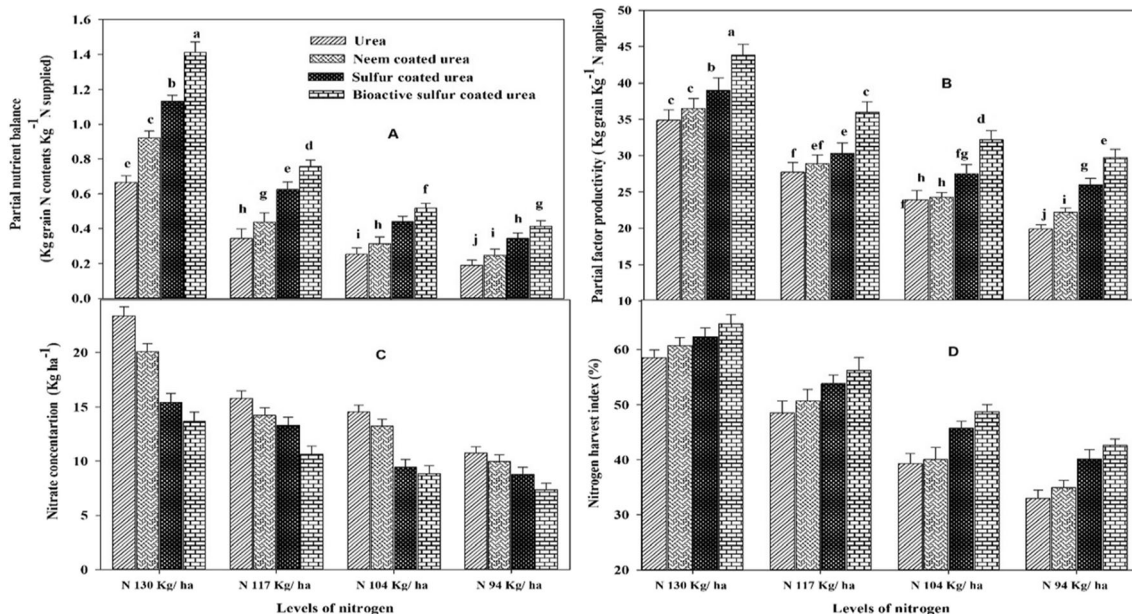 1.6
1.4
1.2
1.0
0.8
0.6
0.4
0.2
0.0
Partial nutrient balance
(Kg grain N contents Kg⁻¹ N supplied)
Urea
Neem coated urea
Sulfur coated urea
Bioactive sulfur coated urea
A
e c b a
h g e d
i h g f
j i h g
50
45
40
35
30
25
20
15
10
Partial factor productivity ( Kg grain Kg⁻¹ N applied)
B
c c b a
f ef e c
h h fg d
j i g e
20
15
10
5
0
Nitrate concentartion (Kg ha⁻¹)
C
N 130 Kg/ ha N 117 Kg/ ha N 104 Kg/ ha N 94 Kg/ ha
Levels of nitrogen
60
50
40
30
20
Nitrogen harvest index (%)
D
N 130 Kg/ ha N 117 Kg/ ha N 104 Kg/ ha N 94 Kg/ ha
Levels of nitrogen